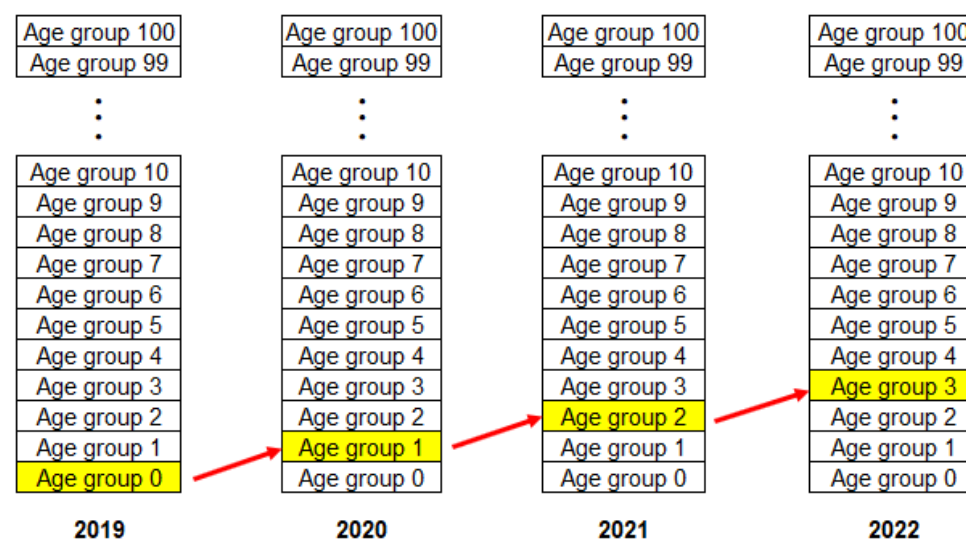 Age group 100 Age group 100 Age group 100 Age group 100
Age group 99 Age group 99 Age group 99 Age group 99
Age group 10 Age group 10 Age group 10 Age group 10
Age group 9 Age group 9 Age group 9 Age group 9
Age group 8 Age group 8 Age group 8 Age group 8
Age group 7 Age group 7 Age group 7 Age group 7
Age group 6 Age group 6 Age group 6 Age group 6
Age group 5 Age group 5 Age group 5 Age group 5
Age group 4 Age group 4 Age group 4 Age group 4
Age group 3 Age group 3 Age group 3 Age group 3
Age group 2 Age group 2 Age group 2 Age group 2
Age group 1 Age group 1 Age group 1 Age group 1
Age group 0 Age group 0 Age group 0 Age group 0
2019 2020 2021 2022